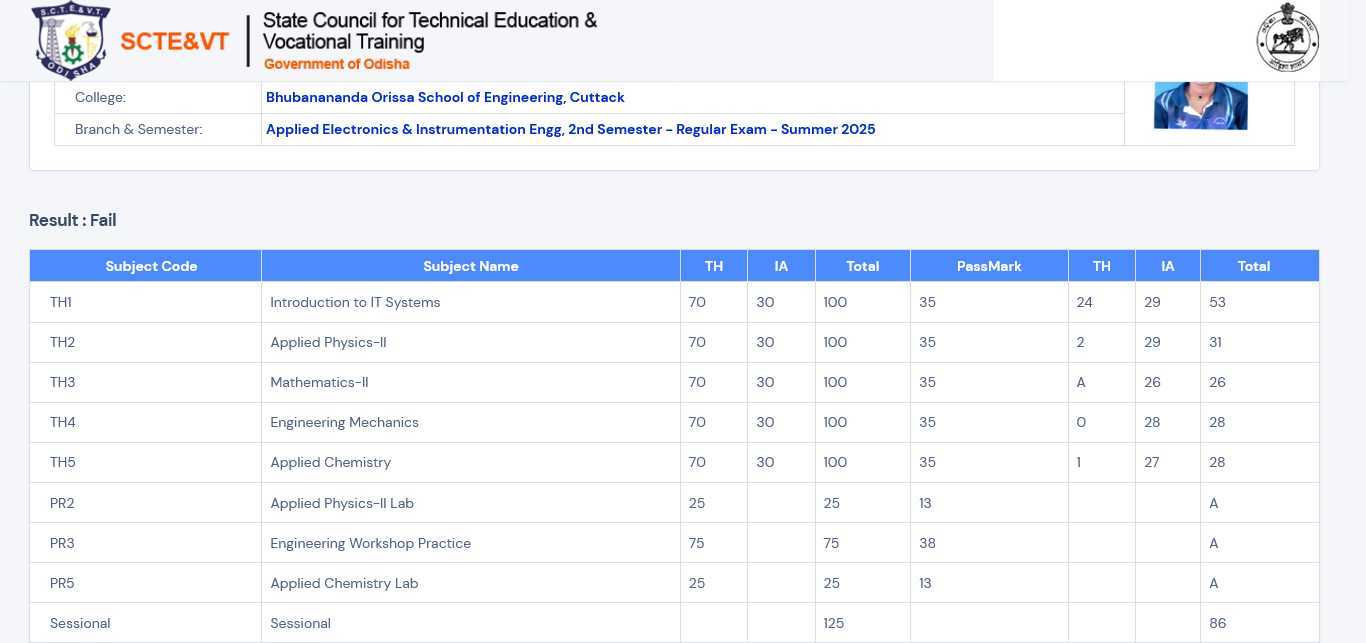 S.C.T.E.& V.T.
ODISHA
SCTE&VT
State Council for Technical Education &
Vocational Training
Government of Odisha
College: Bhubanananda Orissa School of Engineering, Cuttack
Branch & Semester: Applied Electronics & Instrumentation Engg, 2nd Semester - Regular Exam - Summer 2025
Result : Fail
Subject Code Subject Name TH IA Total PassMark TH IA Total
TH1 Introduction to IT Systems 70 30 100 35 24 29 53
TH2 Applied Physics-II 70 30 100 35 2 29 31
TH3 Mathematics-II 70 30 100 35 A 26 26
TH4 Engineering Mechanics 70 30 100 35 0 28 28
TH5 Applied Chemistry 70 30 100 35 1 27 28
PR2 Applied Physics-II Lab 25 25 13 A
PR3 Engineering Workshop Practice 75 75 38 A
PR5 Applied Chemistry Lab 25 25 13 A
Sessional Sessional 125 86